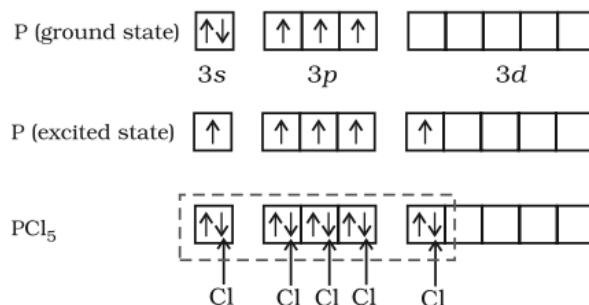 P (ground state)
3s 3p 3d
P (excited state)
PCl₅
Cl Cl Cl Cl Cl